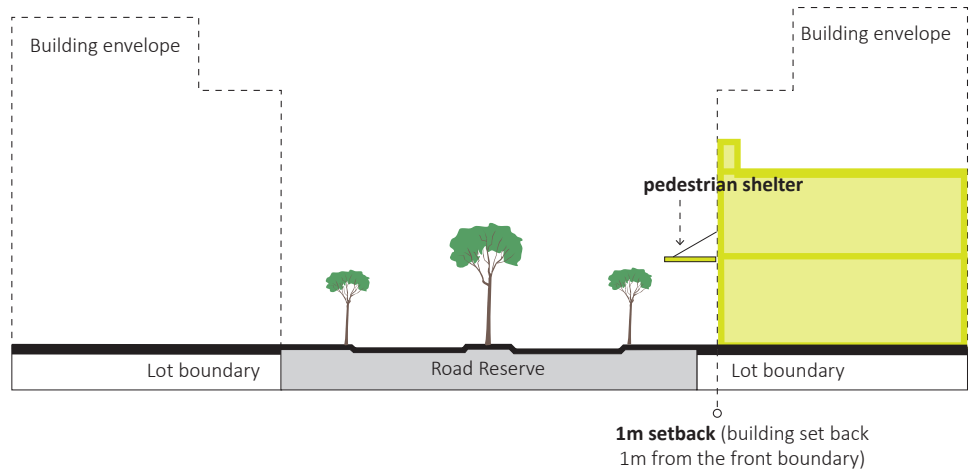 Building envelope
Building envelope
pedestrian shelter
Lot boundary
Road Reserve
Lot boundary
1m setback (building set back
1m from the front boundary)